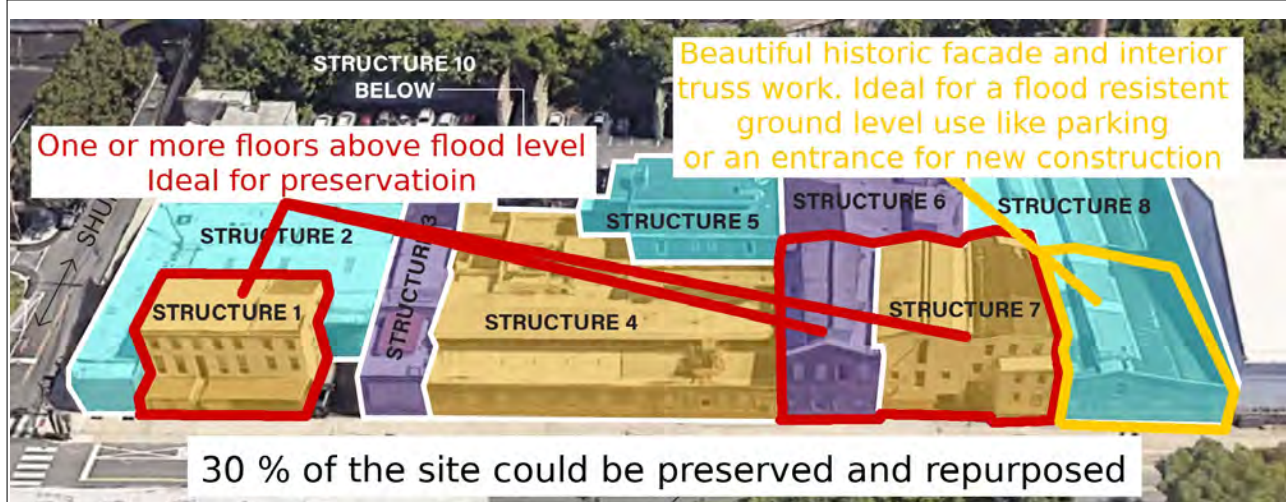 STRUCTURE 10
BELOW
Beautiful historic facade and interior
truss work. Ideal for a flood resistent
ground level use like parking
or an entrance for new construction
One or more floors above flood level
Ideal for preservatioin
STRUCTURE 2
STRUCTURE 3
STRUCTURE 5
STRUCTURE 6
STRUCTURE 8
STRUCTURE 1
STRUCTURE 4
STRUCTURE 7
30 % of the site could be preserved and repurposed